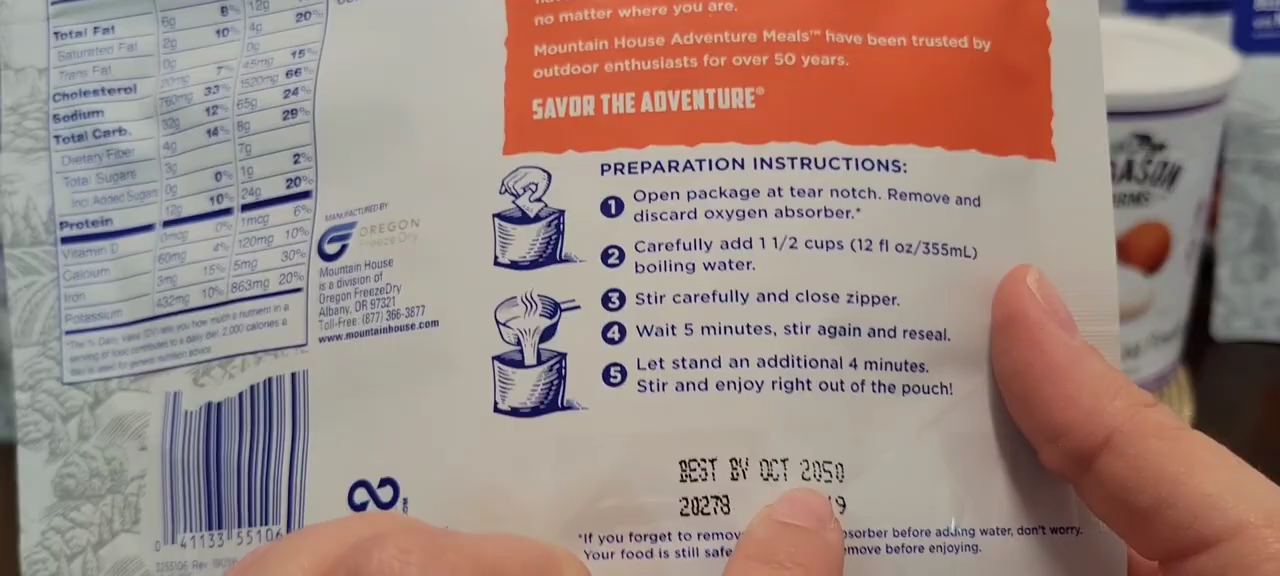 Total Fat 6g 8% 12g
Saturated Fat 2g 10% 4g 20%
Trans Fat 0g 0g
Cholesterol 20mg 7% 45mg 15%
Sodium 760mg 33% 1520mg 66%
Total Carb. 32g 12% 65g 24%
Dietary Fiber 4g 14% 8g 29%
Total Sugars 3g 7g
Incl. Added Sugars 0g 0% 1g 2%
Protein 12g 10% 24g 20%
Vitamin D 0mcg 0% 1mcg 6%
Calcium 60mg 4% 120mg 10%
Iron 3mg 15% 5mg 30%
Potassium 432mg 10% 863mg 20%
*The % Daily Value (DV) tells you how much a nutrient in a
serving of food contributes to a daily diet. 2,000 calories a
day is used for general nutrition advice.
MANUFACTURED BY
OREGON
Freeze Dry
Mountain House
is a division of
Oregon FreezeDry
Albany, OR 97321
Toll-Free: (877) 366-3877
www.mountainhouse.com
0 41133 55106
no matter where you are.
Mountain House Adventure Meals™ have been trusted by
outdoor enthusiasts for over 50 years.
SAVOR THE ADVENTURE®
PREPARATION INSTRUCTIONS:
1 Open package at tear notch. Remove and
discard oxygen absorber.*
2 Carefully add 1 1/2 cups (12 fl oz/355mL)
boiling water.
3 Stir carefully and close zipper.
4 Wait 5 minutes, stir again and reseal.
5 Let stand an additional 4 minutes.
Stir and enjoy right out of the pouch!
BEST BY OCT 2050
20278
*If you forget to remov sorber before adding water, don't worry.
Your food is still safe move before enjoying.